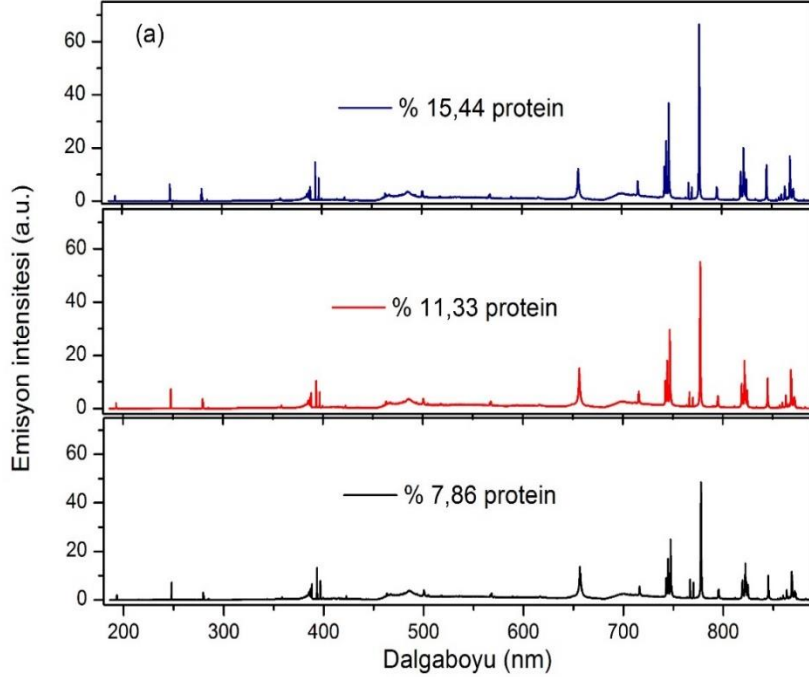 (a)
60
40
20
0
% 15,44 protein
60
40
20
0
% 11,33 protein
60
40
20
0
% 7,86 protein
200 300 400 500 600 700 800
Dalgaboyu (nm)
Emisyon intensitesi (a.u.)